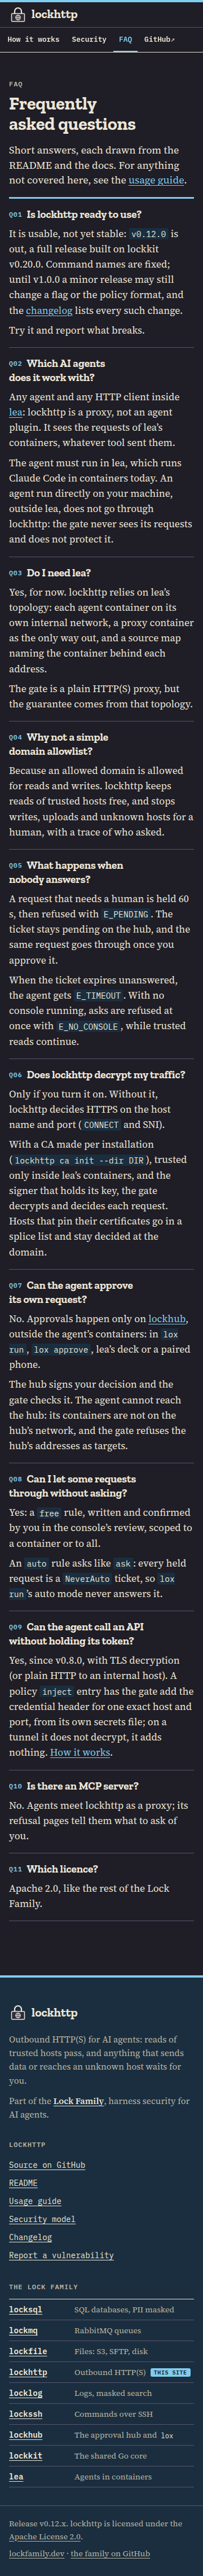 lockhttp
How it works Security FAQ GitHub↗
FAQ
Frequently
asked questions
Short answers, each drawn from the
README and the docs. For anything
not covered here, see the usage guide.
Q01 Is lockhttp ready to use?
It is usable, not yet stable: v0.12.0 is
out, a full release built on lockkit
v0.20.0. Command names are fixed;
until v1.0.0 a minor release may still
change a flag or the policy format, and
the changelog lists every such change.
Try it and report what breaks.
Q02 Which AI agents
does it work with?
Any agent and any HTTP client inside
lea: lockhttp is a proxy, not an agent
plugin. It sees the requests of lea's
containers, whatever tool sent them.
The agent must run in lea, which runs
Claude Code in containers today. An
agent run directly on your machine,
outside lea, does not go through
lockhttp: the gate never sees its requests
and does not protect it.
Q03 Do I need lea?
Yes, for now. lockhttp relies on lea's
topology: each agent container on its
own internal network, a proxy container
as the only way out, and a source map
naming the container behind each
address.
The gate is a plain HTTP(S) proxy, but
the guarantee comes from that topology.
Q04 Why not a simple
domain allowlist?
Because an allowed domain is allowed
for reads and writes. lockhttp keeps
reads of trusted hosts free, and stops
writes, uploads and unknown hosts for a
human, with a trace of who asked.
Q05 What happens when
nobody answers?
A request that needs a human is held 60
s, then refused with E_PENDING. The
ticket stays pending on the hub, and the
same request goes through once you
approve it.
When the ticket expires unanswered,
the agent gets E_TIMEOUT. With no
console running, asks are refused at
once with E_NO_CONSOLE, while trusted
reads continue.
Q06 Does lockhttp decrypt my traffic?
Only if you turn it on. Without it,
lockhttp decides HTTPS on the host
name and port (CONNECT and SNI).
With a CA made per installation
(lockhttp ca init --dir DIR), trusted
only inside lea's containers, and the
signer that holds its key, the gate
decrypts and decides each request.
Hosts that pin their certificates go in a
splice list and stay decided at the
domain.
Q07 Can the agent approve
its own request?
No. Approvals happen only on lockhub,
outside the agent's containers: in lox
run, lox approve, lea's deck or a paired
phone.
The hub signs your decision and the
gate checks it. The agent cannot reach
the hub: its containers are not on the
hub's network, and the gate refuses the
hub's addresses as targets.
Q08 Can I let some requests
through without asking?
Yes: a free rule, written and confirmed
by you in the console's review, scoped to
a container or to all.
An auto rule asks like ask: every held
request is a NeverAuto ticket, so lox
run's auto mode never answers it.
Q09 Can the agent call an API
without holding its token?
Yes, since v0.8.0, with TLS decryption
(or plain HTTP to an internal host). A
policy inject entry has the gate add the
credential header for one exact host and
port, from its own secrets file; on a
tunnel it does not decrypt, it adds
nothing. How it works.
Q10 Is there an MCP server?
No. Agents meet lockhttp as a proxy; its
refusal pages tell them what to ask of
you.
Q11 Which licence?
Apache 2.0, like the rest of the Lock
Family.
lockhttp
Outbound HTTP(S) for AI agents: reads of
trusted hosts pass, and anything that sends
data or reaches an unknown host waits for
you.
Part of the Lock Family, harness security for
AI agents.
LOCKHTTP
Source on GitHub
README
Usage guide
Security model
Changelog
Report a vulnerability
THE LOCK FAMILY
locksql SQL databases, PII masked
lockmq RabbitMQ queues
lockfile Files: S3, SFTP, disk
lockhttp Outbound HTTP(S) THIS SITE
locklog Logs, masked search
lockssh Commands over SSH
lockhub The approval hub and lox
lockkit The shared Go core
lea Agents in containers
Release v0.12.x. lockhttp is licensed under the
Apache License 2.0.
lockfamily.dev · the family on GitHub